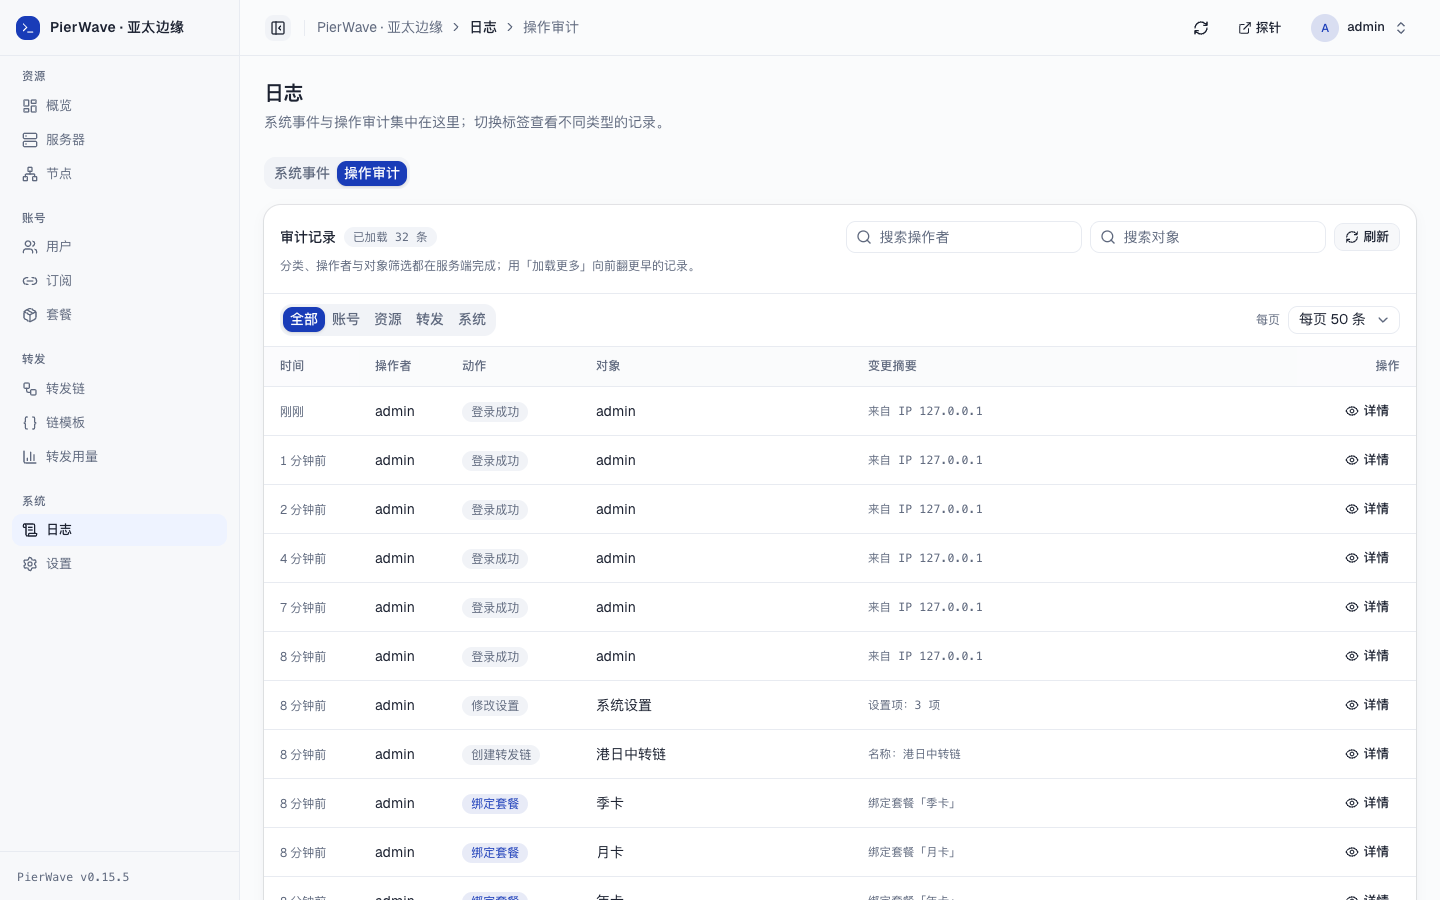 PierWave · 亚太边缘
资源
概览
服务器
节点
账号
用户
订阅
套餐
转发
转发链
链模板
转发用量
系统
日志
设置
PierWave v0.15.5
PierWave · 亚太边缘 > 日志 > 操作审计
探针
A admin
日志
系统事件与操作审计集中在这里；切换标签查看不同类型的记录。
系统事件 操作审计
审计记录 已加载 32 条
搜索操作者 搜索对象 刷新
分类、操作者与对象筛选都在服务端完成；用「加载更多」向前翻更早的记录。
全部 账号 资源 转发 系统 每页 每页 50 条
时间 操作者 动作 对象 变更摘要 操作
刚刚 admin 登录成功 admin 来自 IP 127.0.0.1 详情
1 分钟前 admin 登录成功 admin 来自 IP 127.0.0.1 详情
2 分钟前 admin 登录成功 admin 来自 IP 127.0.0.1 详情
4 分钟前 admin 登录成功 admin 来自 IP 127.0.0.1 详情
7 分钟前 admin 登录成功 admin 来自 IP 127.0.0.1 详情
8 分钟前 admin 登录成功 admin 来自 IP 127.0.0.1 详情
8 分钟前 admin 修改设置 系统设置 设置项: 3 项 详情
8 分钟前 admin 创建转发链 港日中转链 名称: 港日中转链 详情
8 分钟前 admin 绑定套餐 季卡 绑定套餐「季卡」 详情
8 分钟前 admin 绑定套餐 月卡 绑定套餐「月卡」 详情
8 分钟前 admin 绑定套餐 年卡 绑定套餐「年卡」 详情